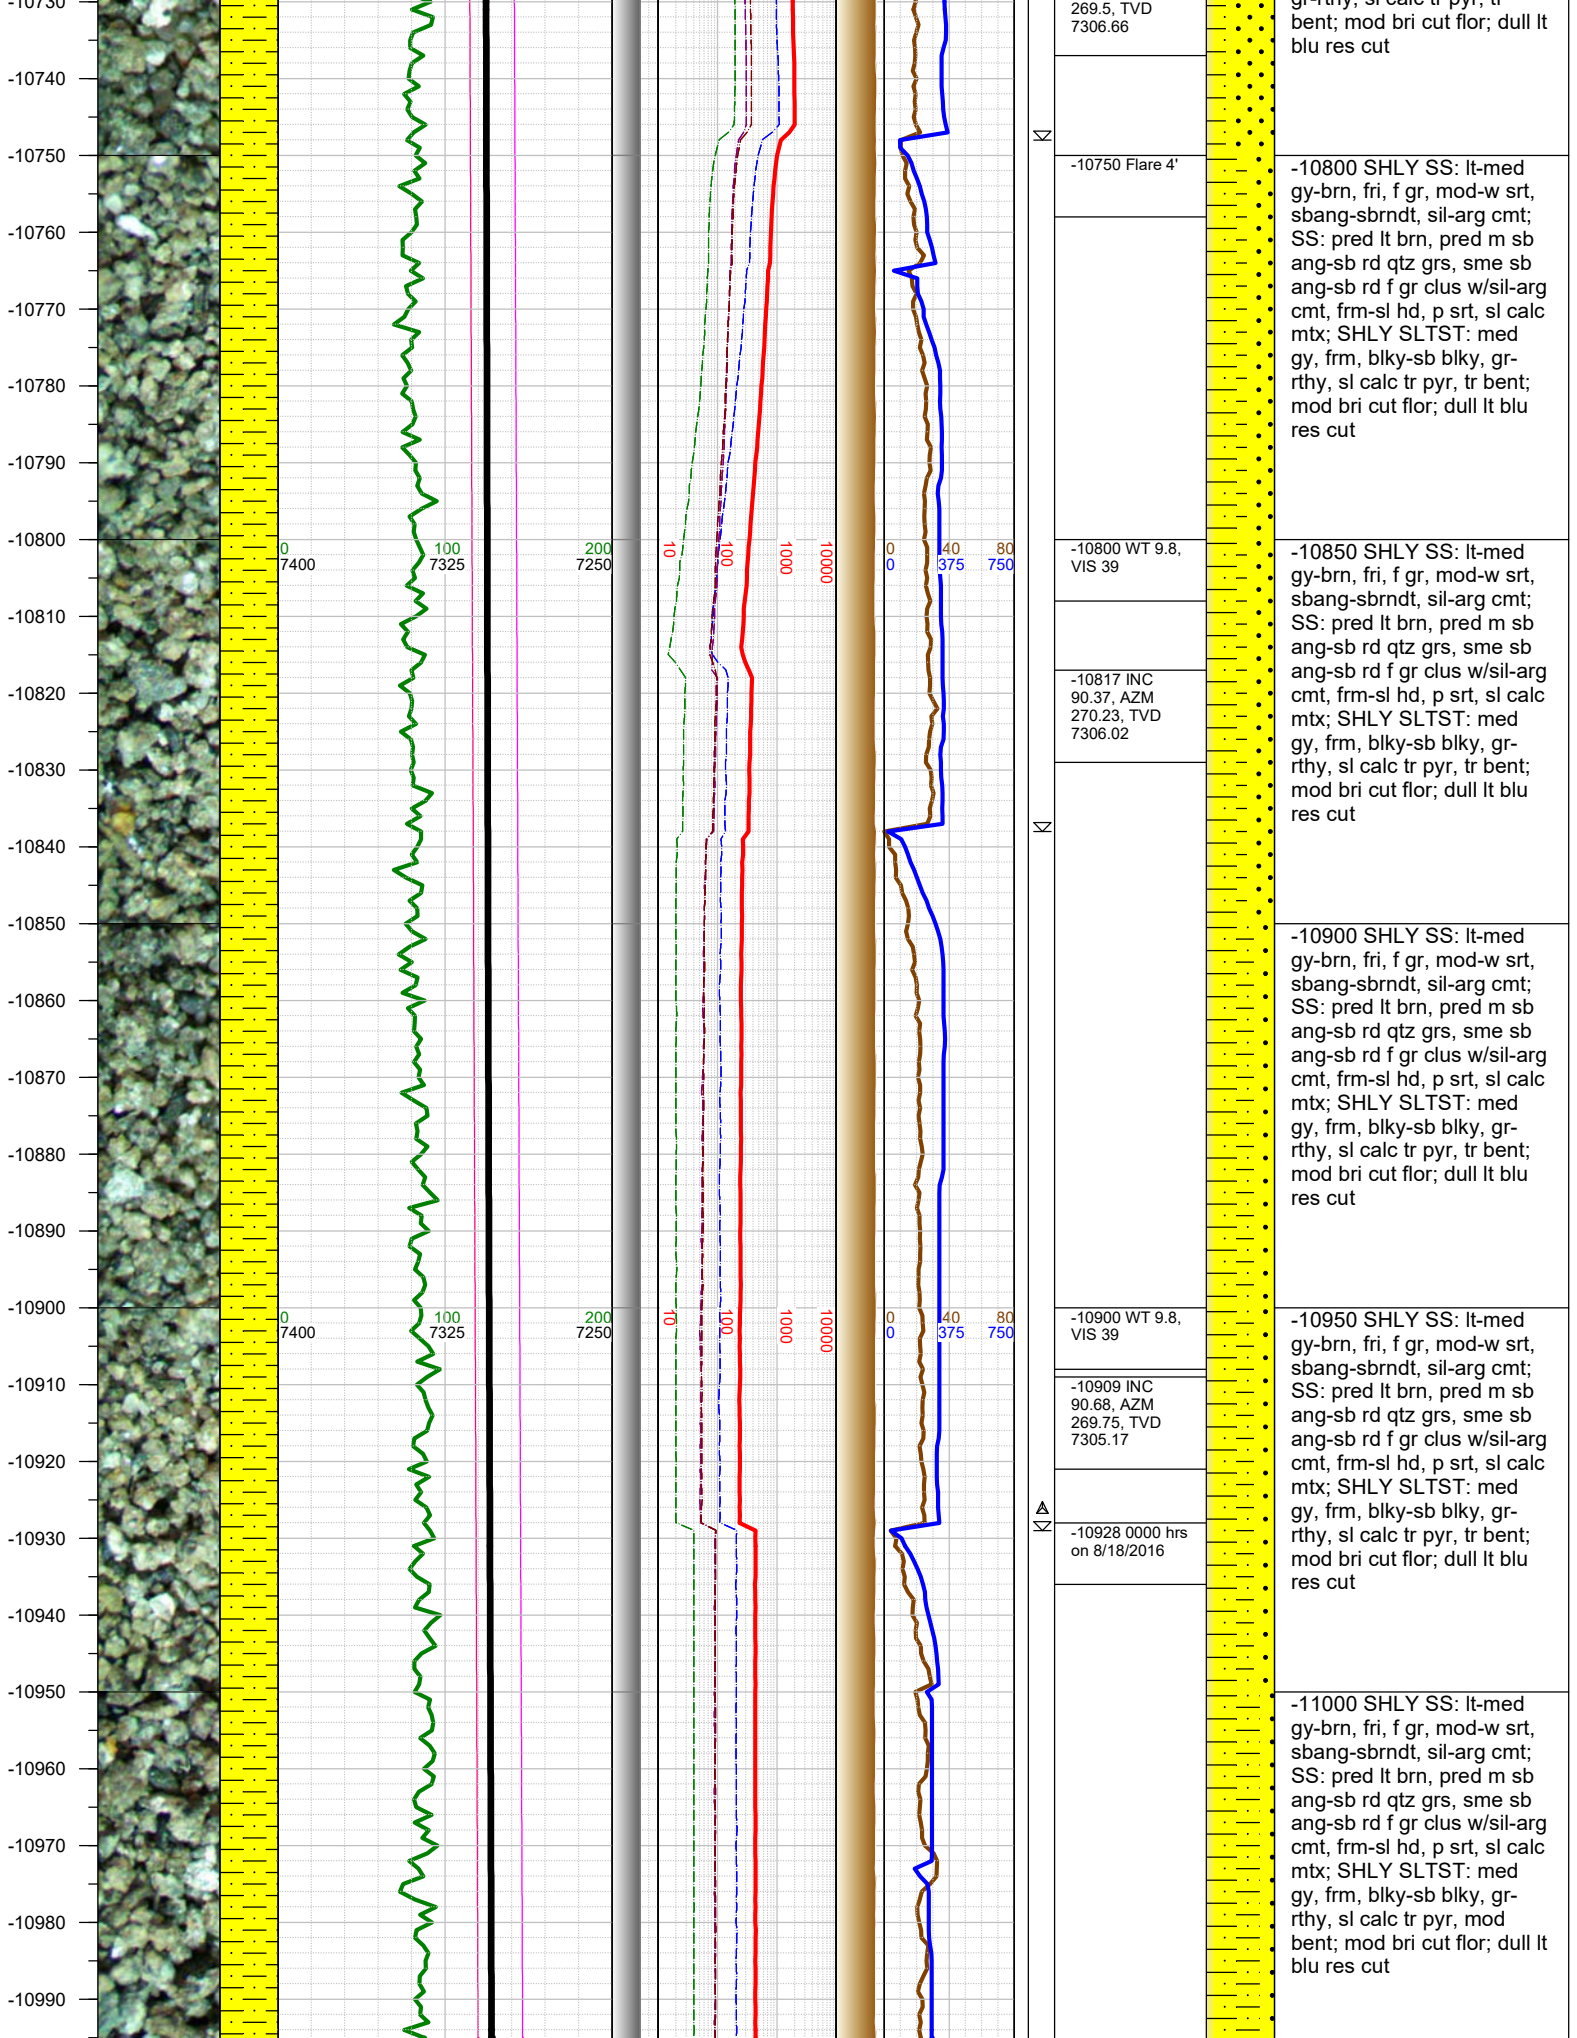 -10730
-10740
-10750
-10760
-10770
-10780
-10790
-10800
-10810
-10820
-10830
-10840
-10850
-10860
-10870
-10880
-10890
-10900
-10910
-10920
-10930
-10940
-10950
-10960
-10970
-10980
-10990
0 100 200
7400 7325 7250
10 100 1000 10000
0 40 80
0 375 750
0 100 200
7400 7325 7250
10 100 1000 10000
0 40 80
0 375 750
269.5, TVD
7306.66
-10750 Flare 4'
-10800 WT 9.8,
VIS 39
-10817 INC
90.37, AZM
270.23, TVD
7306.02
-10900 WT 9.8,
VIS 39
-10909 INC
90.68, AZM
269.75, TVD
7305.17
-10928 0000 hrs
on 8/18/2016
gr-rthy, sl calc tr pyr, tr
bent; mod bri cut flor; dull lt
blu res cut
-10800 SHLY SS: lt-med
gy-brn, fri, f gr, mod-w srt,
sbang-sbrndt, sil-arg cmt;
SS: pred lt brn, pred m sb
ang-sb rd qtz grs, sme sb
ang-sb rd f gr clus w/sil-arg
cmt, frm-sl hd, p srt, sl calc
mtx; SHLY SLTST: med
gy, frm, blky-sb blky, gr-
rthy, sl calc tr pyr, tr bent;
mod bri cut flor; dull lt blu
res cut
-10850 SHLY SS: lt-med
gy-brn, fri, f gr, mod-w srt,
sbang-sbrndt, sil-arg cmt;
SS: pred lt brn, pred m sb
ang-sb rd qtz grs, sme sb
ang-sb rd f gr clus w/sil-arg
cmt, frm-sl hd, p srt, sl calc
mtx; SHLY SLTST: med
gy, frm, blky-sb blky, gr-
rthy, sl calc tr pyr, tr bent;
mod bri cut flor; dull lt blu
res cut
-10900 SHLY SS: lt-med
gy-brn, fri, f gr, mod-w srt,
sbang-sbrndt, sil-arg cmt;
SS: pred lt brn, pred m sb
ang-sb rd qtz grs, sme sb
ang-sb rd f gr clus w/sil-arg
cmt, frm-sl hd, p srt, sl calc
mtx; SHLY SLTST: med
gy, frm, blky-sb blky, gr-
rthy, sl calc tr pyr, tr bent;
mod bri cut flor; dull lt blu
res cut
-10950 SHLY SS: lt-med
gy-brn, fri, f gr, mod-w srt,
sbang-sbrndt, sil-arg cmt;
SS: pred lt brn, pred m sb
ang-sb rd qtz grs, sme sb
ang-sb rd f gr clus w/sil-arg
cmt, frm-sl hd, p srt, sl calc
mtx; SHLY SLTST: med
gy, frm, blky-sb blky, gr-
rthy, sl calc tr pyr, tr bent;
mod bri cut flor; dull lt blu
res cut
-11000 SHLY SS: lt-med
gy-brn, fri, f gr, mod-w srt,
sbang-sbrndt, sil-arg cmt;
SS: pred lt brn, pred m sb
ang-sb rd qtz grs, sme sb
ang-sb rd f gr clus w/sil-arg
cmt, frm-sl hd, p srt, sl calc
mtx; SHLY SLTST: med
gy, frm, blky-sb blky, gr-
rthy, sl calc tr pyr, mod
bent; mod bri cut flor; dull lt
blu res cut